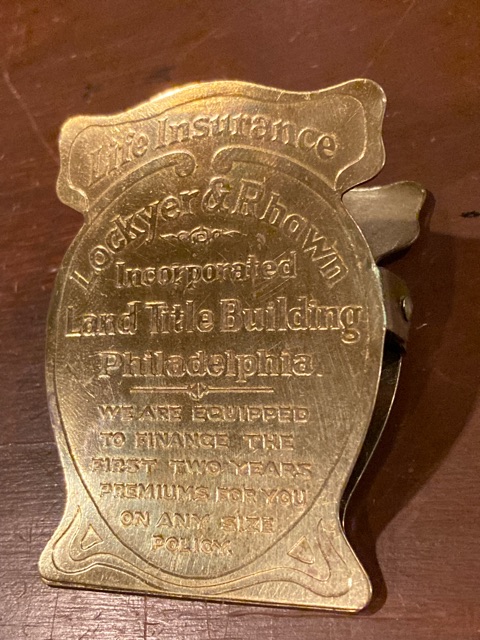 Life Insurance
Lockyer & Rhawn
Incorporated
Land Title Building
Philadelphia.
WE ARE EQUIPPED
TO FINANCE THE
FIRST TWO YEARS
PREMIUMS FOR YOU
ON ANY SIZE
POLICY.